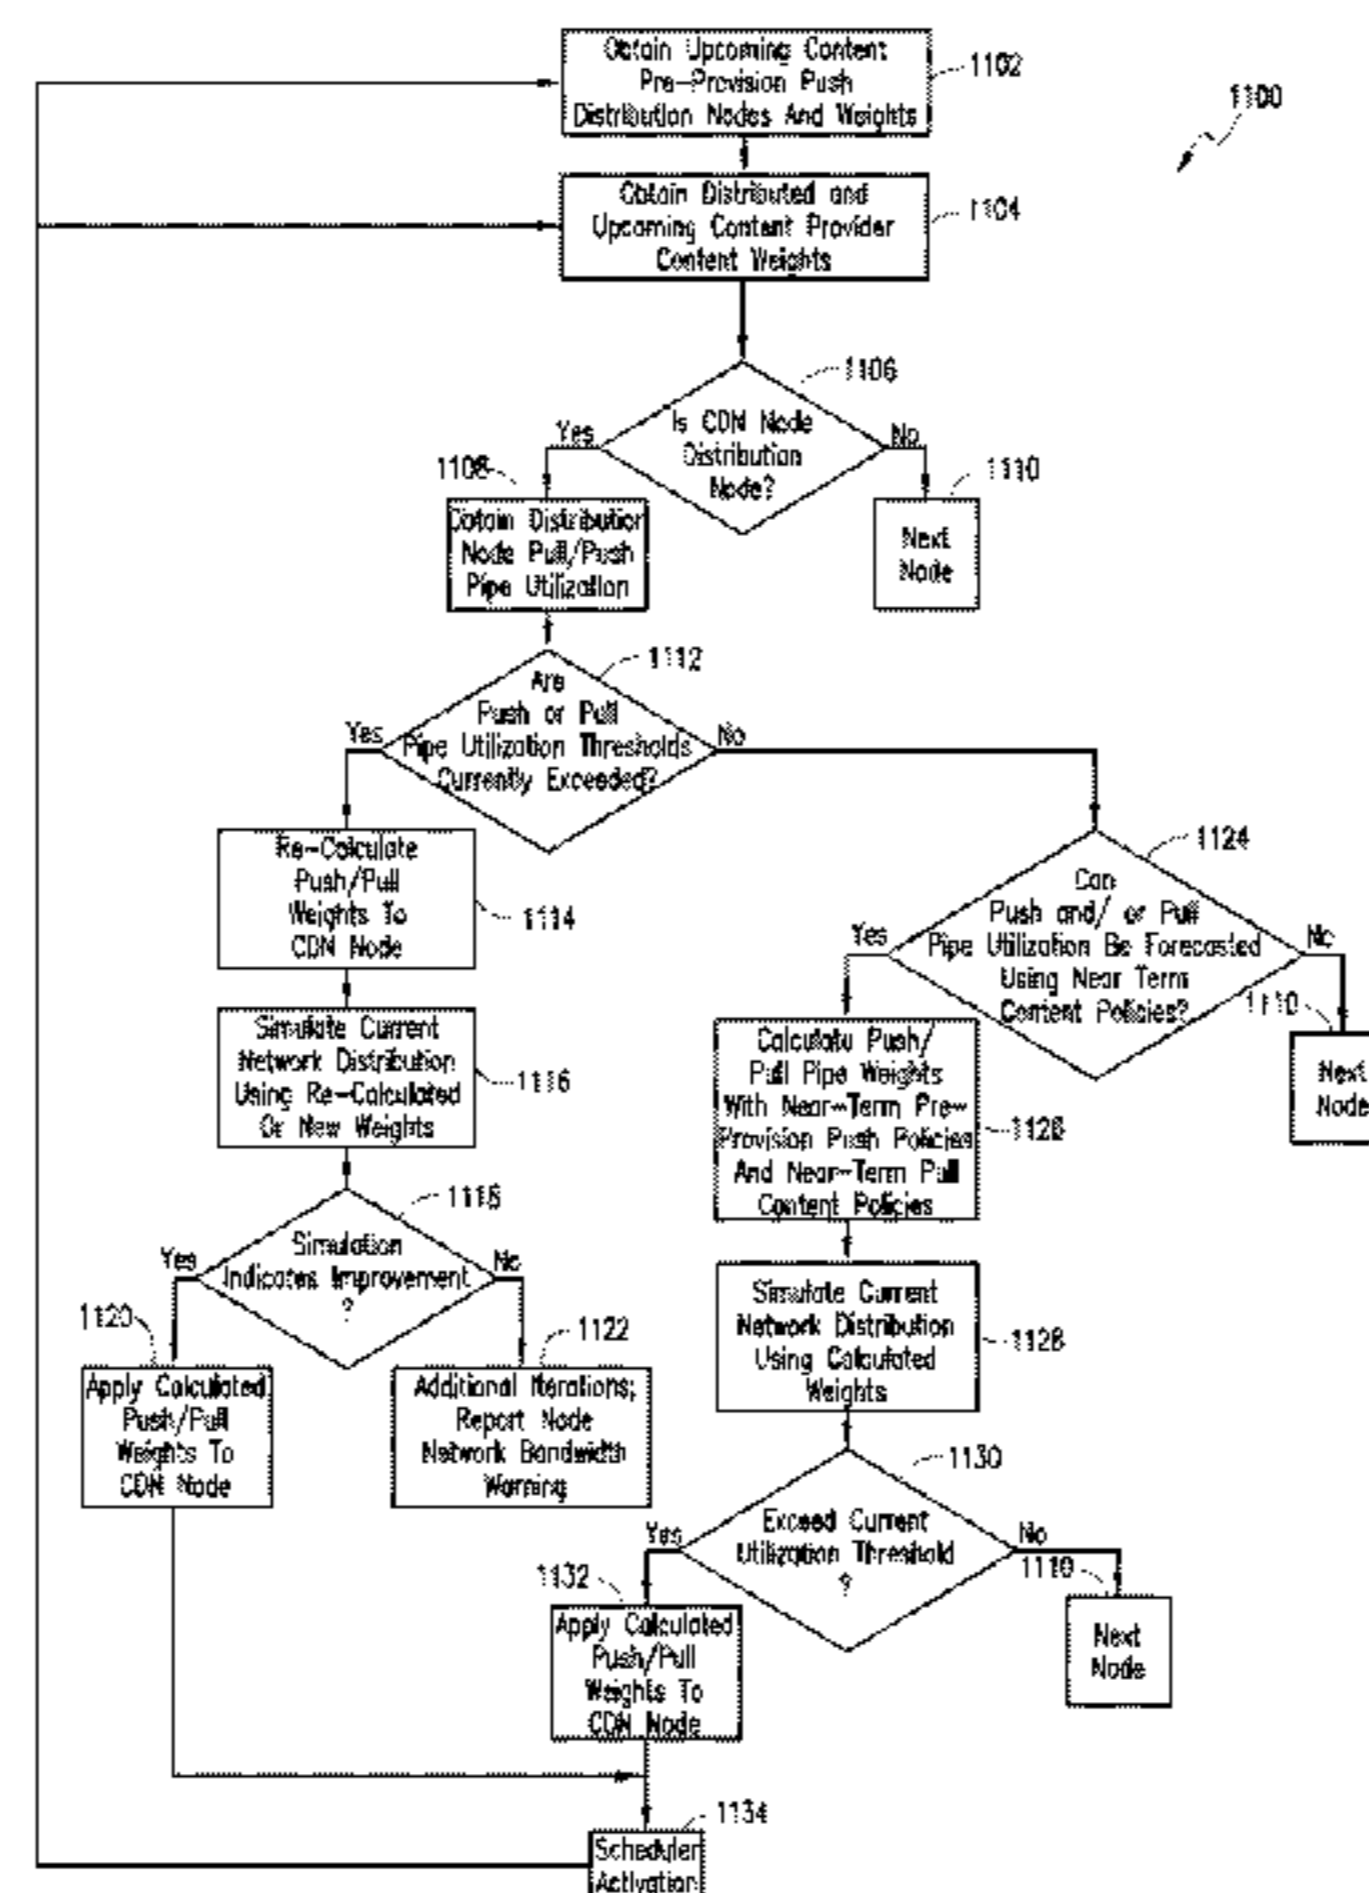 Obtain Upcoming Content
Pre-Provision Push
Distribution Nodes And Weights
1102
1100
Obtain Distributed and
Upcoming Content Provider
Content Weights
1104
1106
Is CDN Node
Distribution
Node?
Yes
No
1108
Obtain Distribution
Node Pull/Push
Pipe Utilization
1110
Next
Node
1112
Are
Push or Pull
Pipe Utilization Thresholds
Currently Exceeded?
Yes
No
Re-Calculate
Push/Pull
Weights To
CDN Node
1114
1124
Can
Push and/ or Pull
Pipe Utilization Be Forecasted
Using Near Term
Content Policies?
Yes
No
1110
Next
Node
Simulate Current
Network Distribution
Using Re-Calculated
Or New Weights
1116
Calculate Push/
Pull Pipe Weights
With Near-Term Pre-
Provision Push Policies
And Near-Term Pull
Content Policies
1126
1118
Simulation
Indicates Improvement
?
Yes
No
1120
Apply Calculated
Push/Pull
Weights To
CDN Node
1122
Additional Iterations;
Report Node
Network Bandwidth
Warning
Simulate Current
Network Distribution
Using Calculated
Weights
1128
1130
Exceed Current
Utilization Threshold
?
Yes
No
1132
Apply Calculated
Push/Pull
Weights To
CDN Node
1110
Next
Node
1134
Scheduler
Activation